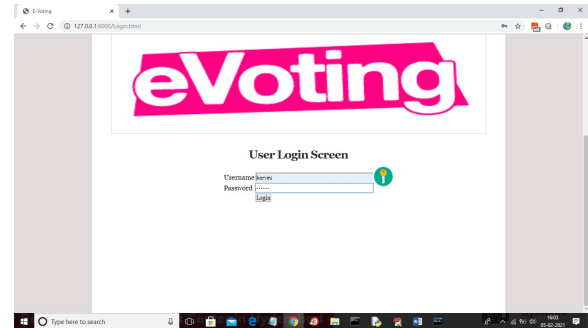 E-Voting
127.0.0.1:8000/Login.html
eVoting
User Login Screen
Username karimi
Password ······
Login
Type here to search
16:03
05-02-2021